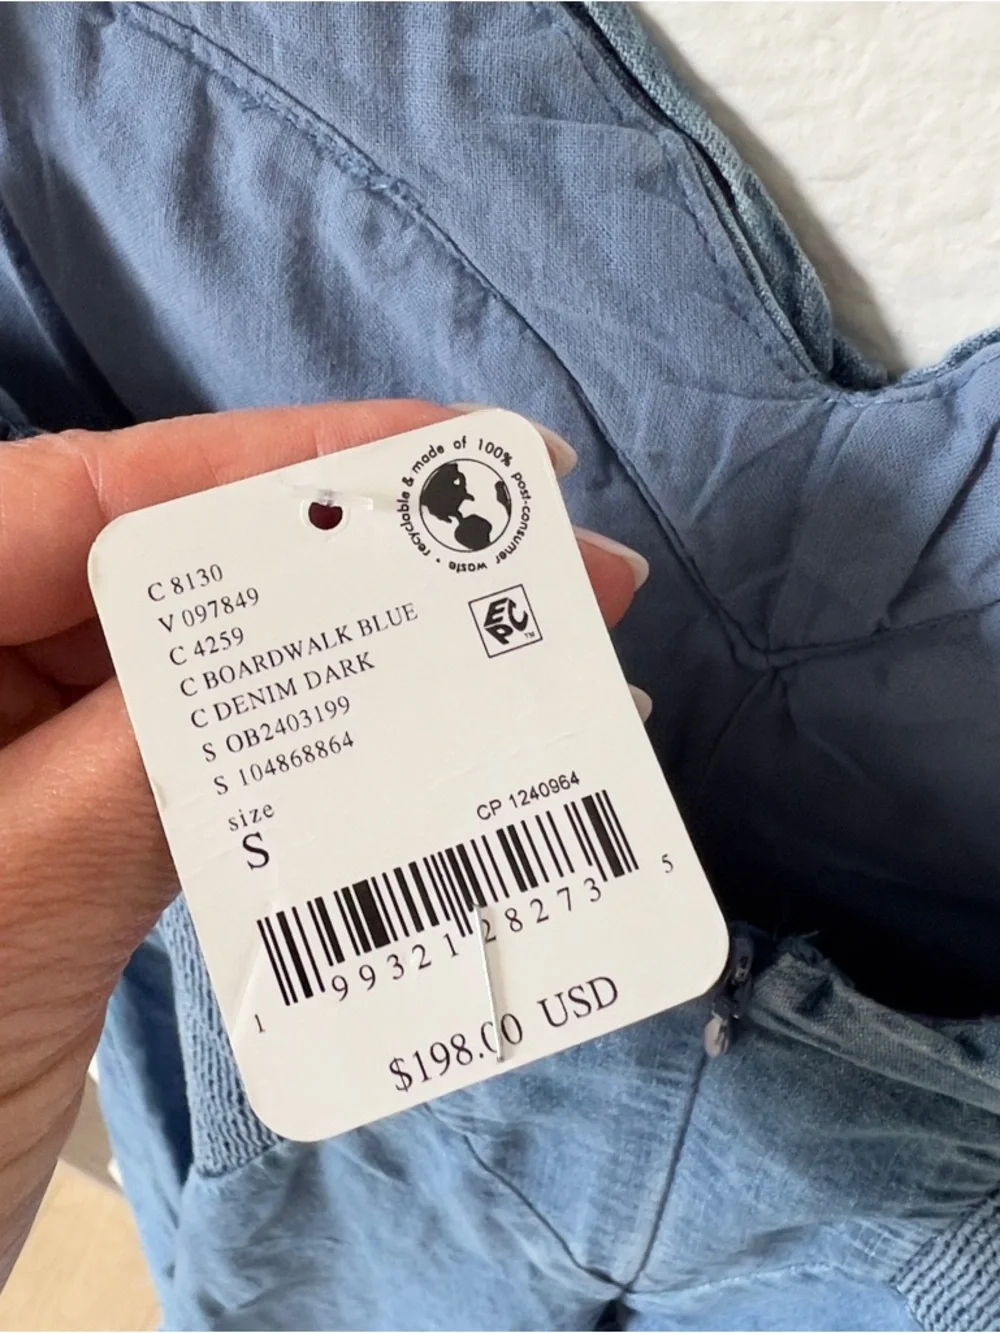 recyclable & made of 100% post-consumer waste •
C 8130
V 097849
C 4259
C BOARDWALK BLUE
C DENIM DARK
S OB2403199
S 104868864
EPC™
size
S
CP 1240964
1 99321 28273 5
$198.00 USD